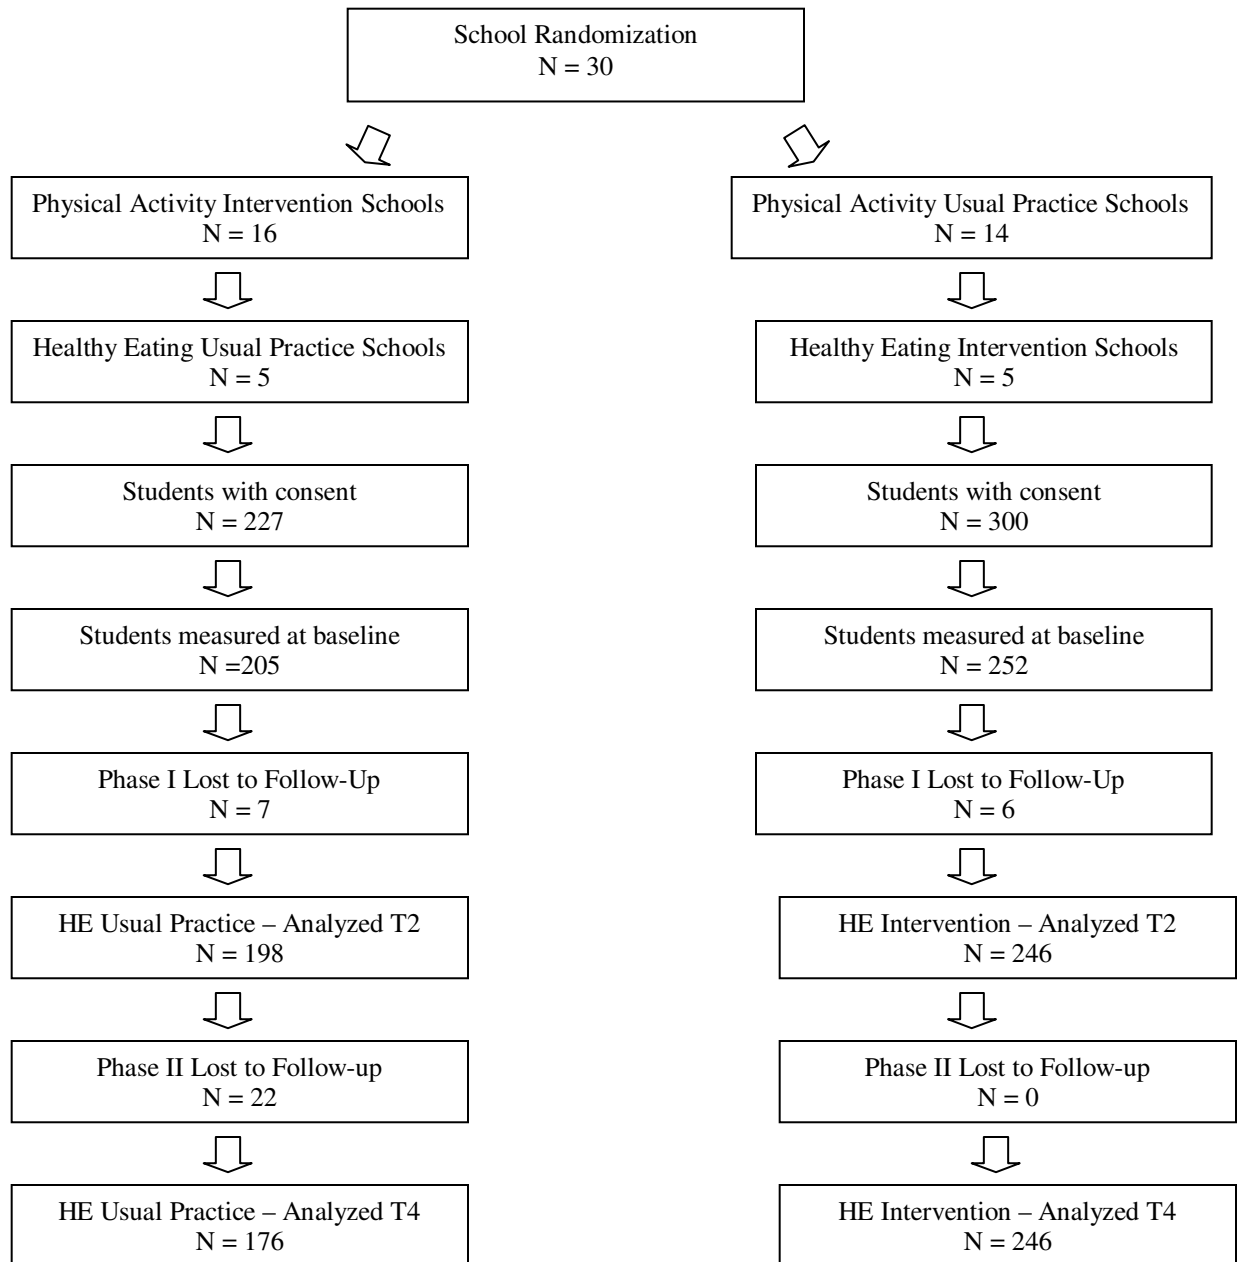 School Randomization
N = 30
Physical Activity Intervention Schools
N = 16
Physical Activity Usual Practice Schools
N = 14
Healthy Eating Usual Practice Schools
N = 5
Healthy Eating Intervention Schools
N = 5
Students with consent
N = 227
Students with consent
N = 300
Students measured at baseline
N =205
Students measured at baseline
N = 252
Phase I Lost to Follow-Up
N = 7
Phase I Lost to Follow-Up
N = 6
HE Usual Practice – Analyzed T2
N = 198
HE Intervention – Analyzed T2
N = 246
Phase II Lost to Follow-up
N = 22
Phase II Lost to Follow-up
N = 0
HE Usual Practice – Analyzed T4
N = 176
HE Intervention – Analyzed T4
N = 246